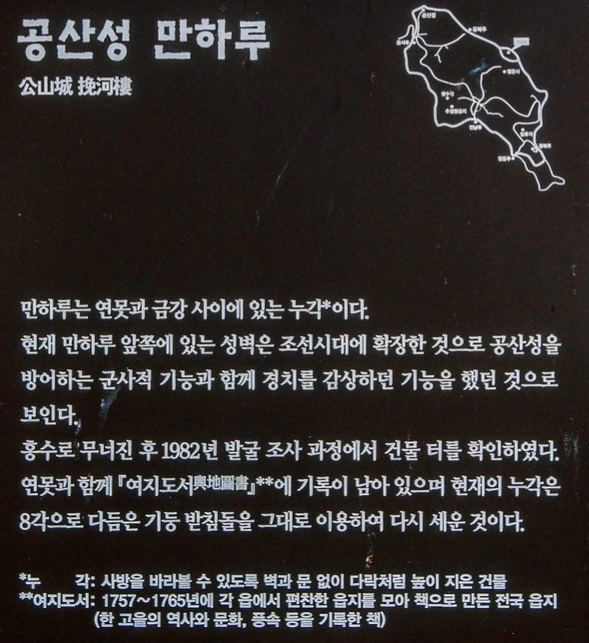 공산성 만하루
公山城 挽河樓
만하루는 연못과 금강 사이에 있는 누각*이다.
현재 만하루 앞쪽에 있는 성벽은 조선시대에 확장한 것으로 공산성을
방어하는 군사적 기능과 함께 경치를 감상하던 기능을 했던 것으로
보인다.
홍수로 무너진 후 1982년 발굴 조사 과정에서 건물 터를 확인하였다.
연못과 함께 『여지도서輿地圖書』**에 기록이 남아 있으며 현재의 누각은
8각으로 다듬은 기둥 받침돌을 그대로 이용하여 다시 세운 것이다.
*누 각: 사방을 바라볼 수 있도록 벽과 문 없이 다락처럼 높이 지은 건물
**여지도서: 1757~1765년에 각 읍에서 편찬한 읍지를 모아 책으로 만든 전국 읍지
(한 고을의 역사와 문화, 풍속 등을 기록한 책)